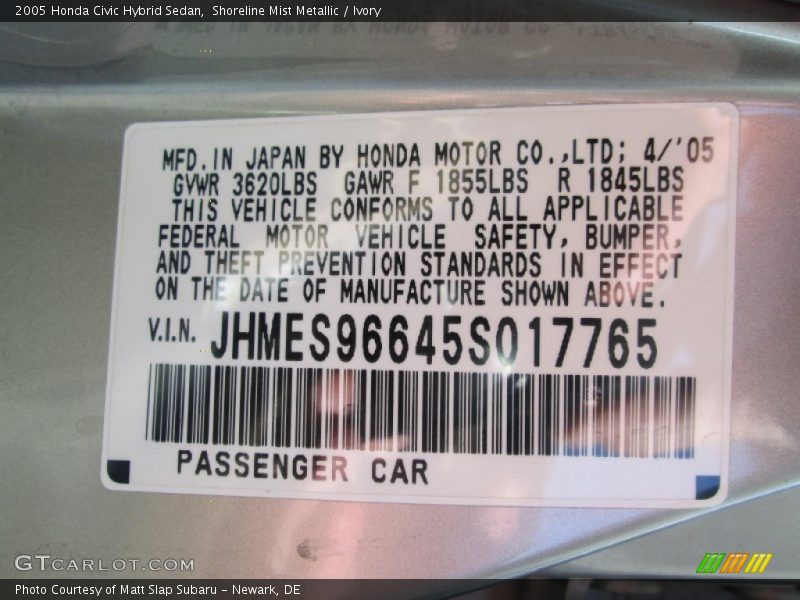 2005 Honda Civic Hybrid Sedan,  Shoreline Mist Metallic / Ivory
MFD. IN JAPAN BY HONDA MOTOR CO.,LTD; 4/'05
GVWR 3620LBS GAWR F 1855LBS R 1845LBS
THIS VEHICLE CONFORMS TO ALL APPLICABLE
FEDERAL MOTOR VEHICLE SAFETY, BUMPER,
AND THEFT PREVENTION STANDARDS IN EFFECT
ON THE DATE OF MANUFACTURE SHOWN ABOVE.
V.I.N. JHMES96645S017765
PASSENGER CAR
GTCARLOT.COM
Photo Courtesy of Matt Slap Subaru - Newark, DE